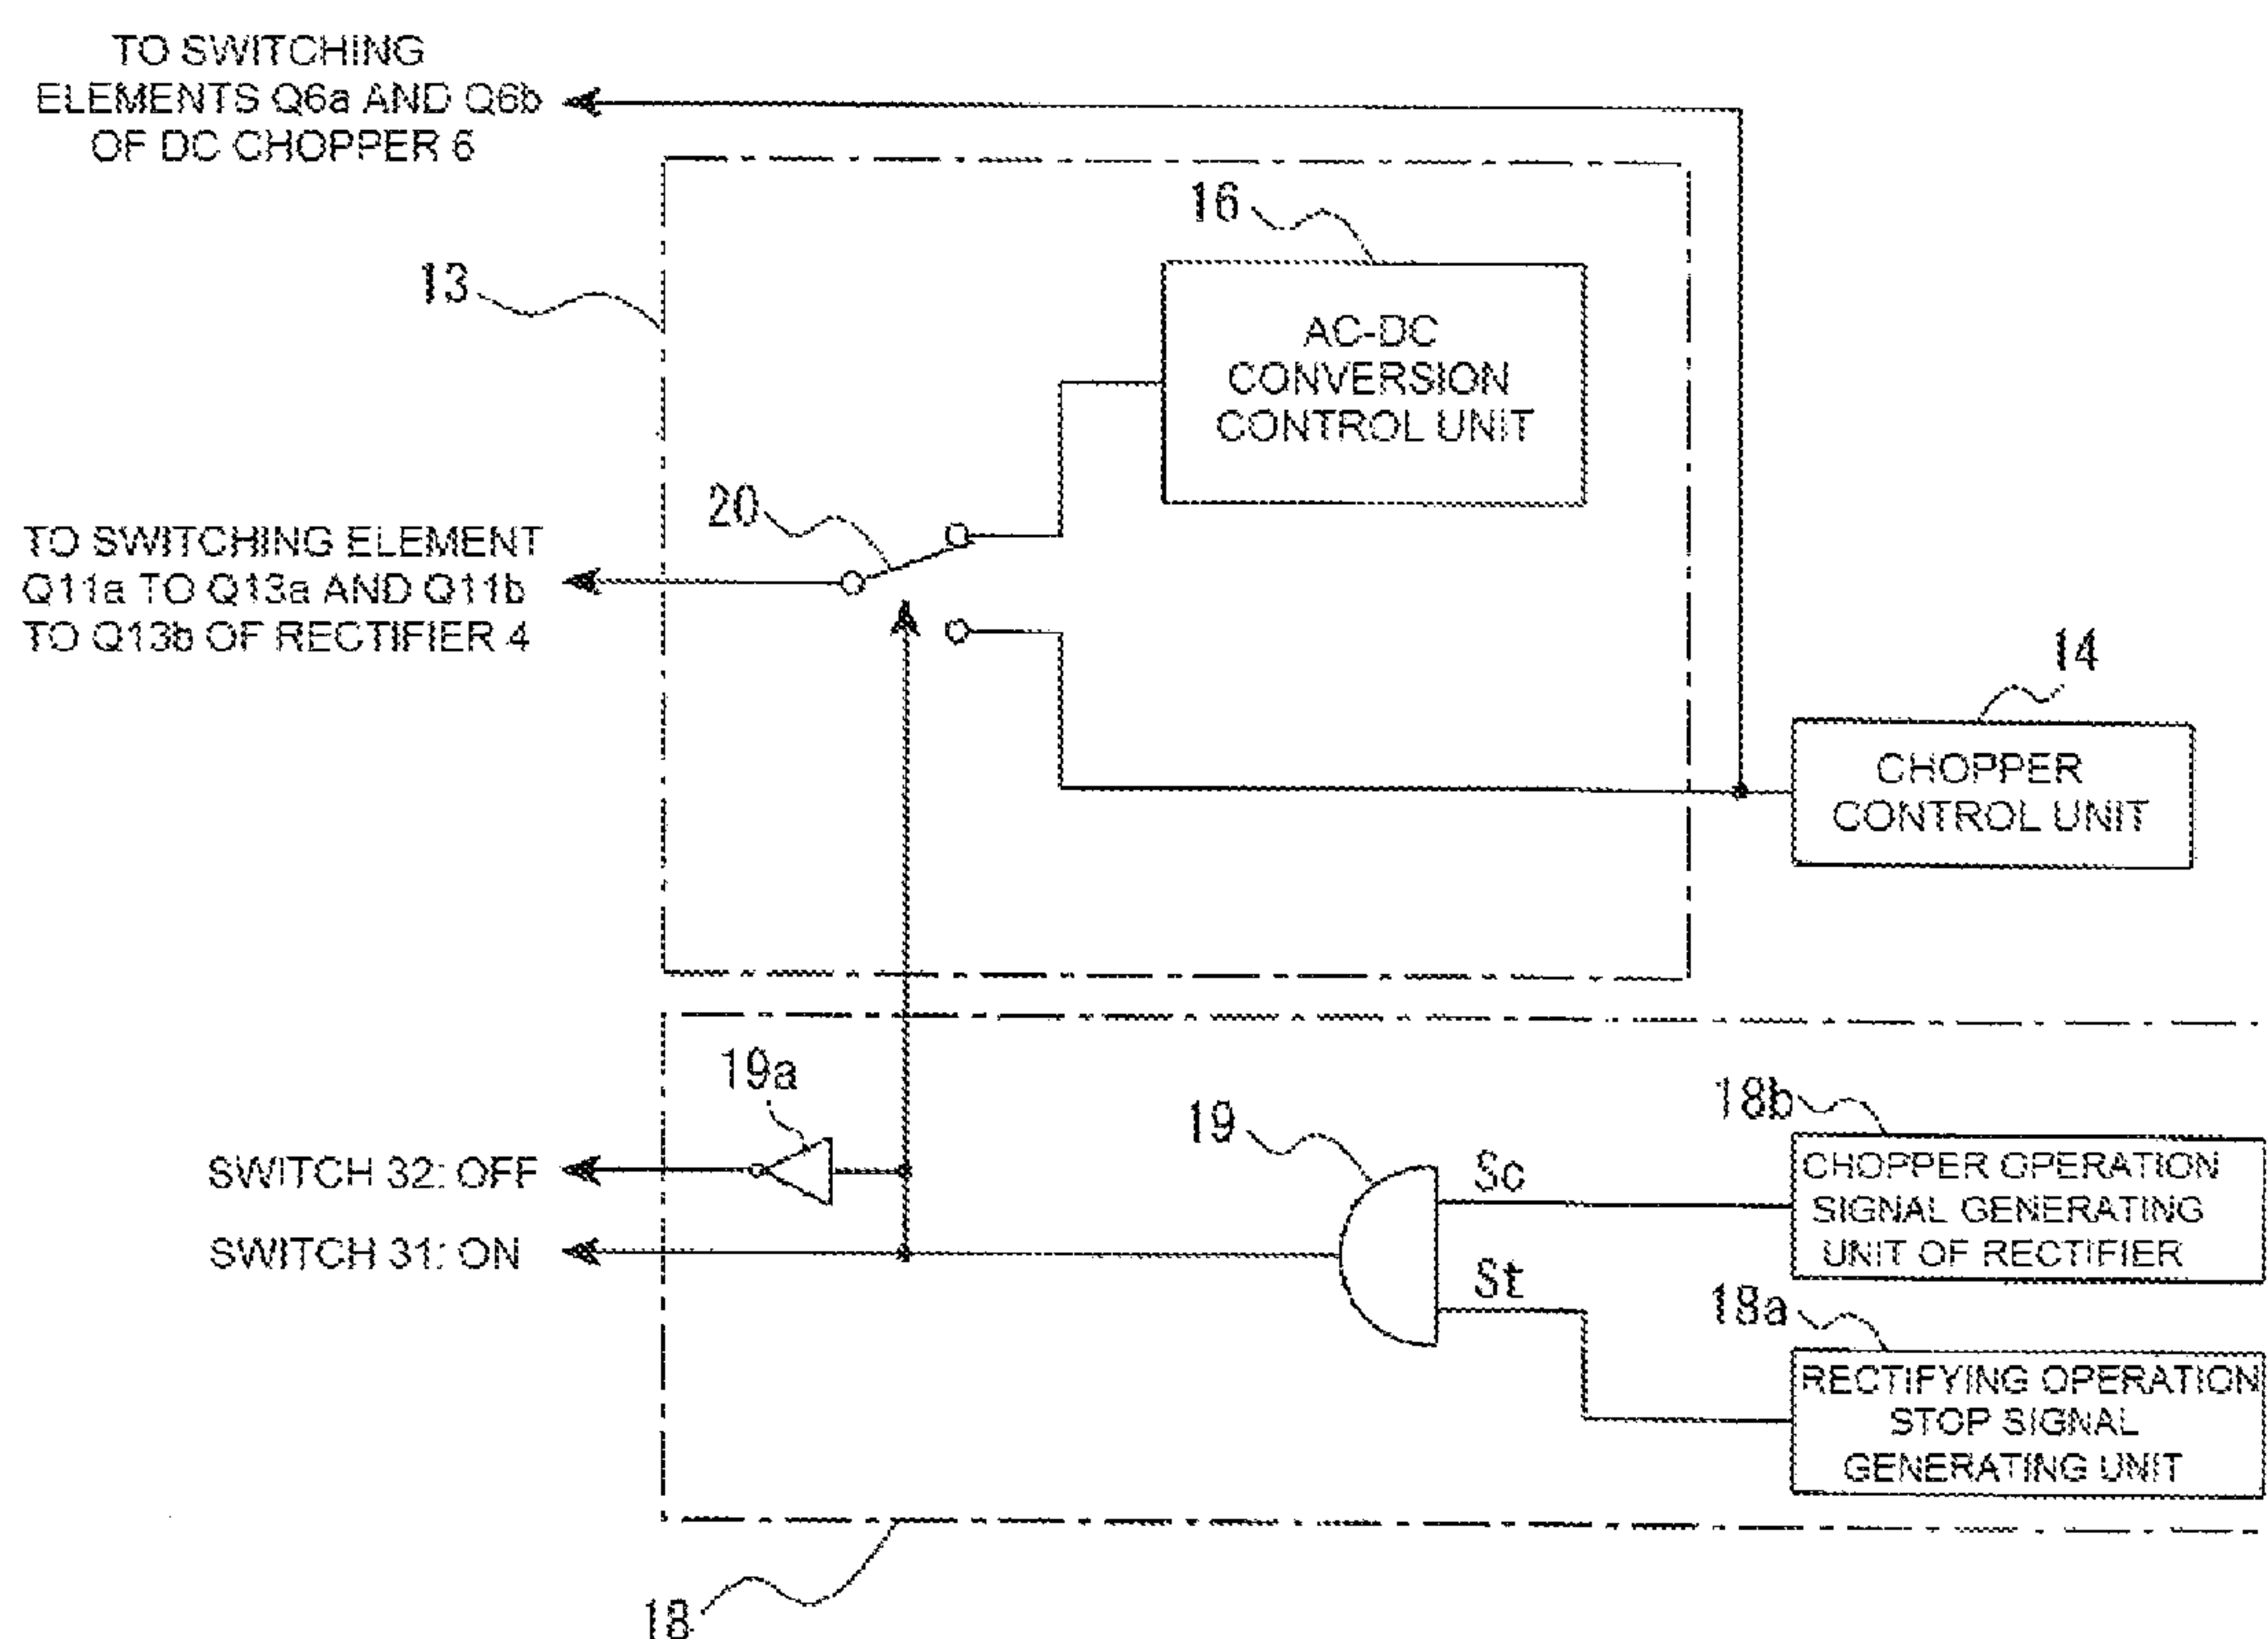 TO SWITCHING
ELEMENTS Q6a AND Q6b
OF DC CHOPPER 6
16
13
AC-DC
CONVERSION
CONTROL UNIT
20
TO SWITCHING ELEMENT
Q11a TO Q13a AND Q11b
TO Q13b OF RECTIFIER 4
14
CHOPPER
CONTROL UNIT
19a
19
18b
SWITCH 32: OFF
Sc
CHOPPER OPERATION
SIGNAL GENERATING
UNIT OF RECTIFIER
SWITCH 31: ON
St
18a
RECTIFYING OPERATION
STOP SIGNAL
GENERATING UNIT
18